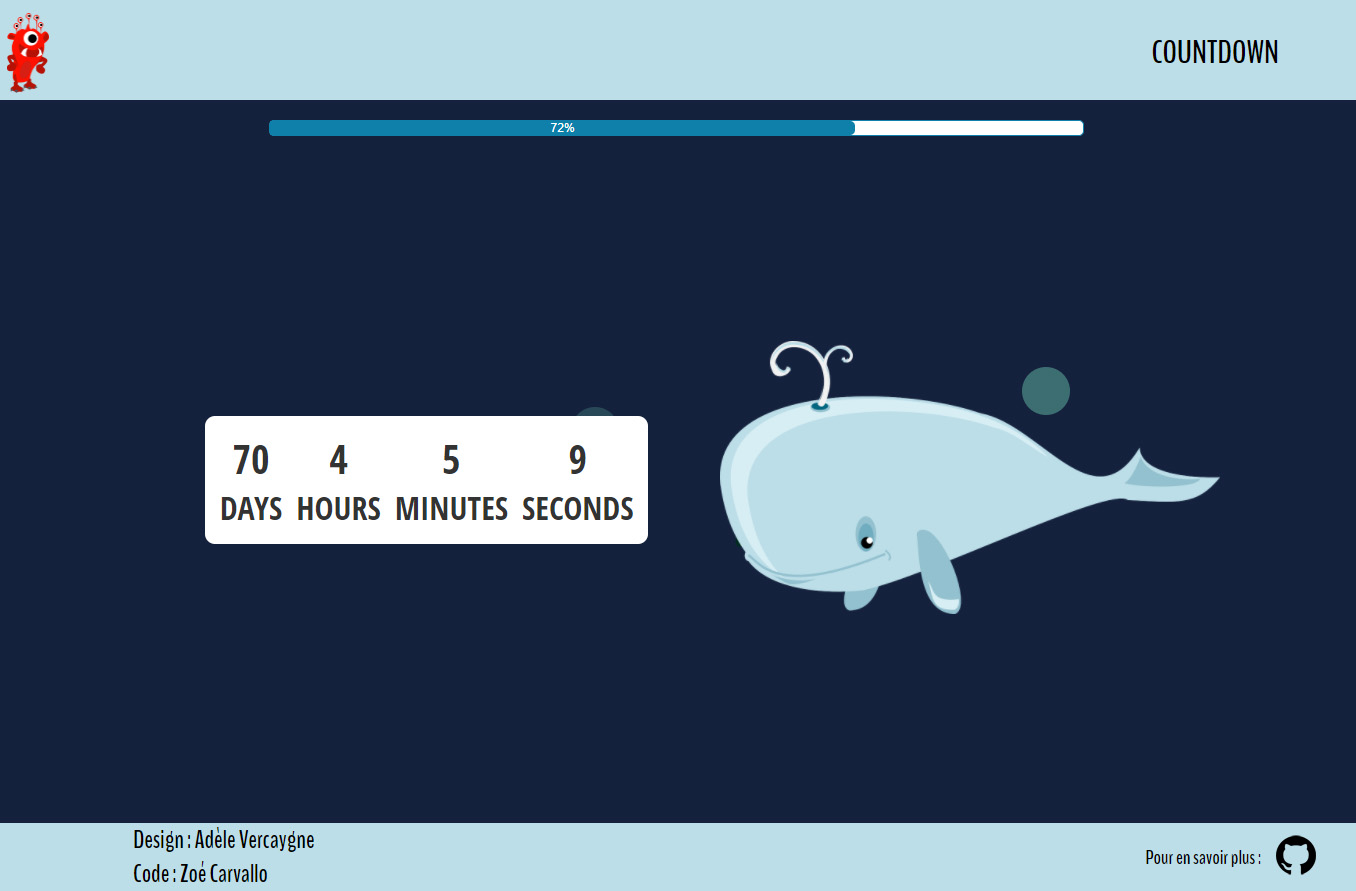 COUNTDOWN
72%
70 4 5 9
DAYS HOURS MINUTES SECONDS
Design : Adèle Vercaygne
Code : Zoé Carvallo
Pour en savoir plus :